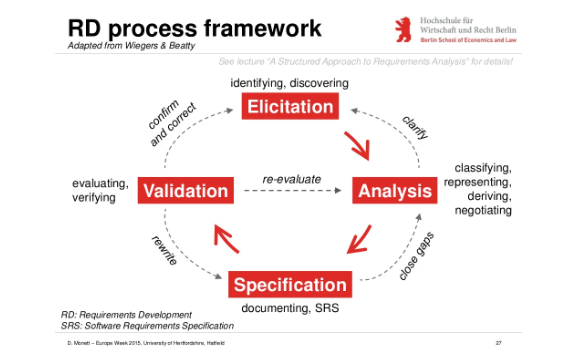 RD process framework
Adapted from Wiegers & Beatty
Hochschule für
Wirtschaft und Recht Berlin
Berlin School of Economics and Law
See lecture "A Structured Approach to Requirements Analysis" for details!
identifying, discovering
Elicitation
confirm
and correct
clarify
evaluating,
verifying
Validation
re-evaluate
Analysis
classifying,
representing,
deriving,
negotiating
rewrite
close gaps
Specification
documenting, SRS
RD: Requirements Development
SRS: Software Requirements Specification
D. Monett – Europe Week 2015, University of Hertfordshire, Hatfield
27